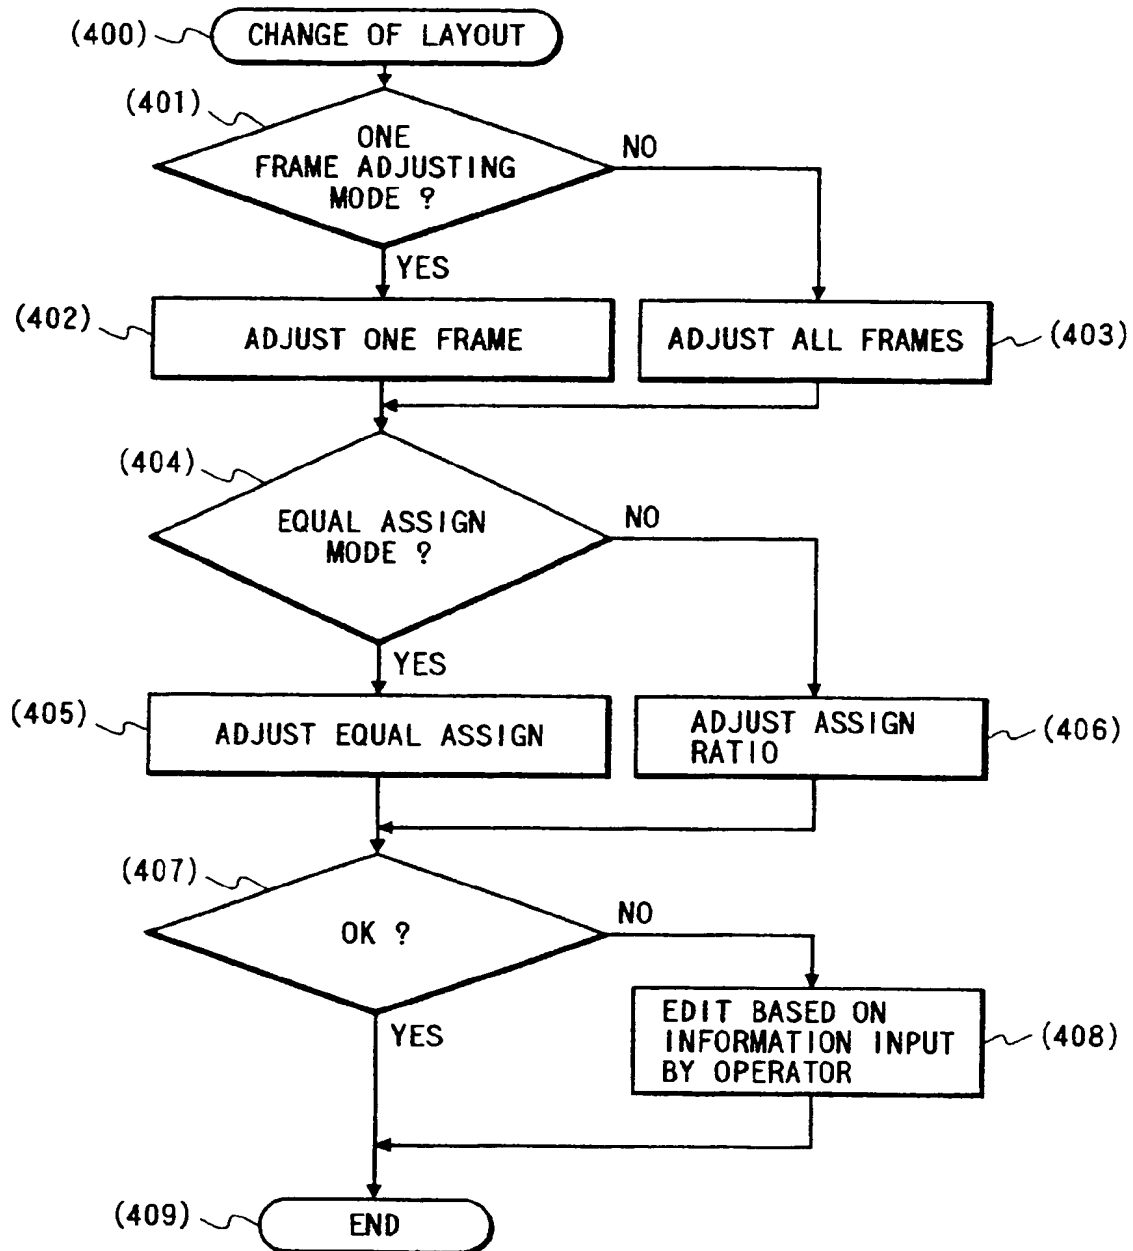 (400)
CHANGE OF LAYOUT
(401)
ONE
FRAME ADJUSTING
MODE ?
NO
YES
(402)
ADJUST ONE FRAME
ADJUST ALL FRAMES
(403)
(404)
EQUAL ASSIGN
MODE ?
NO
YES
(405)
ADJUST EQUAL ASSIGN
ADJUST ASSIGN
RATIO
(406)
(407)
OK ?
NO
YES
EDIT BASED ON
INFORMATION INPUT
BY OPERATOR
(408)
(409)
END